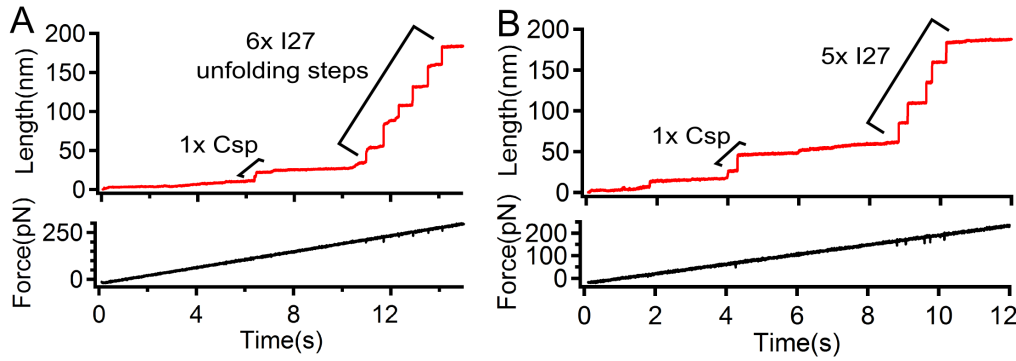 A
Length(nm)
200
150
100
50
0
6x I27
unfolding steps
1x Csp
Force(pN)
250
0
0
4
8
12
Time(s)
B
Length(nm)
200
150
100
50
0
5x I27
1x Csp
Force(pN)
200
100
0
0
2
4
6
8
10
12
Time(s)